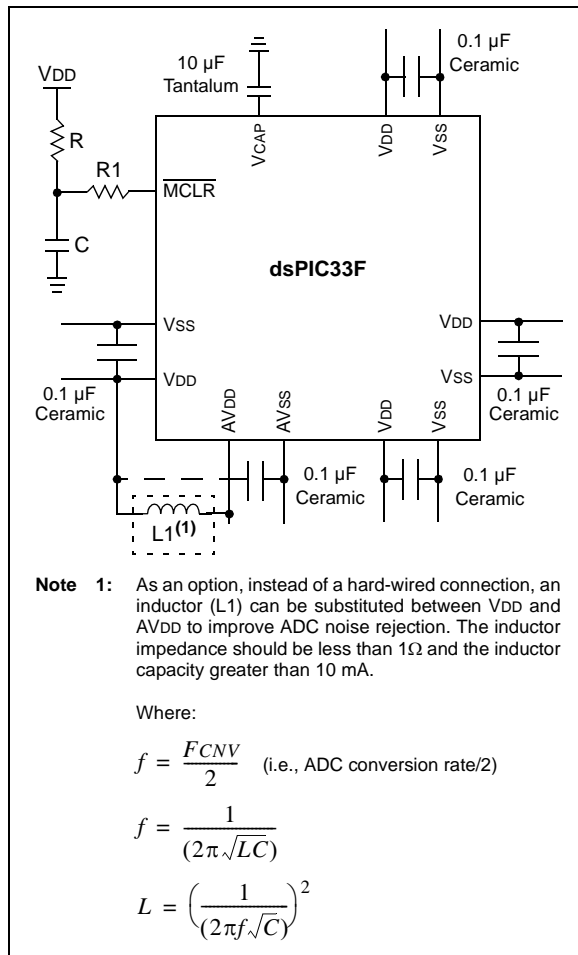 VDD
R
R1
C
10 µF
Tantalum
0.1 µF
Ceramic
VCAP
VDD
VSS
MCLR
dsPIC33F
VSS
VDD
0.1 µF
Ceramic
VDD
VSS
0.1 µF
Ceramic
AVDD
AVSS
VDD
VSS
0.1 µF
Ceramic
0.1 µF
Ceramic
L1(1)
Note 1: As an option, instead of a hard-wired connection, an
inductor (L1) can be substituted between VDD and
AVDD to improve ADC noise rejection. The inductor
impedance should be less than 1Ω and the inductor
capacity greater than 10 mA.
Where:
f = FCNV / 2 (i.e., ADC conversion rate/2)
f = 1 / (2π√LC)
L = (1 / (2πf√C))²